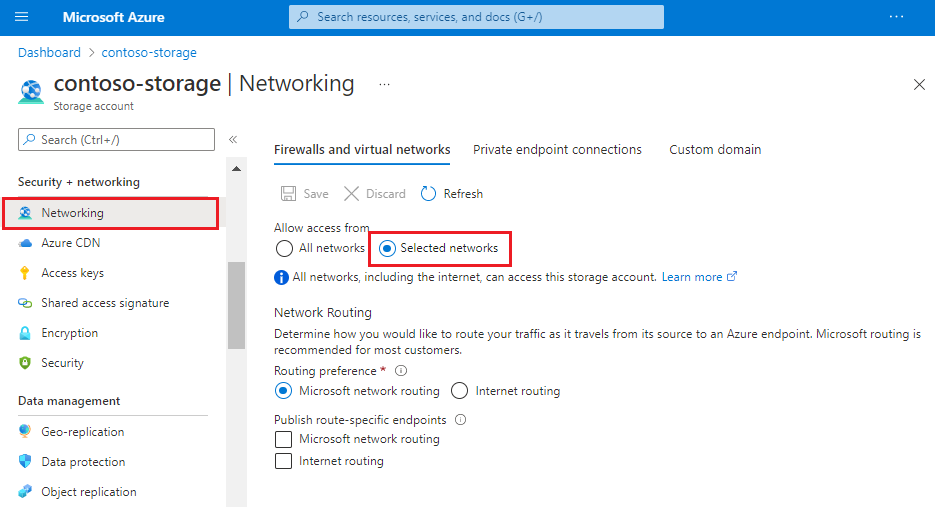 Microsoft Azure
Search resources, services, and docs (G+/)
...
Dashboard > contoso-storage
contoso-storage | Networking ...
Storage account
Search (Ctrl+/)
«
Security + networking
Networking
Azure CDN
Access keys
Shared access signature
Encryption
Security
Data management
Geo-replication
Data protection
Object replication
Firewalls and virtual networks Private endpoint connections Custom domain
Save Discard Refresh
Allow access from
All networks Selected networks
All networks, including the internet, can access this storage account. Learn more
Network Routing
Determine how you would like to route your traffic as it travels from its source to an Azure endpoint. Microsoft routing is
recommended for most customers.
Routing preference *
Microsoft network routing Internet routing
Publish route-specific endpoints
Microsoft network routing
Internet routing